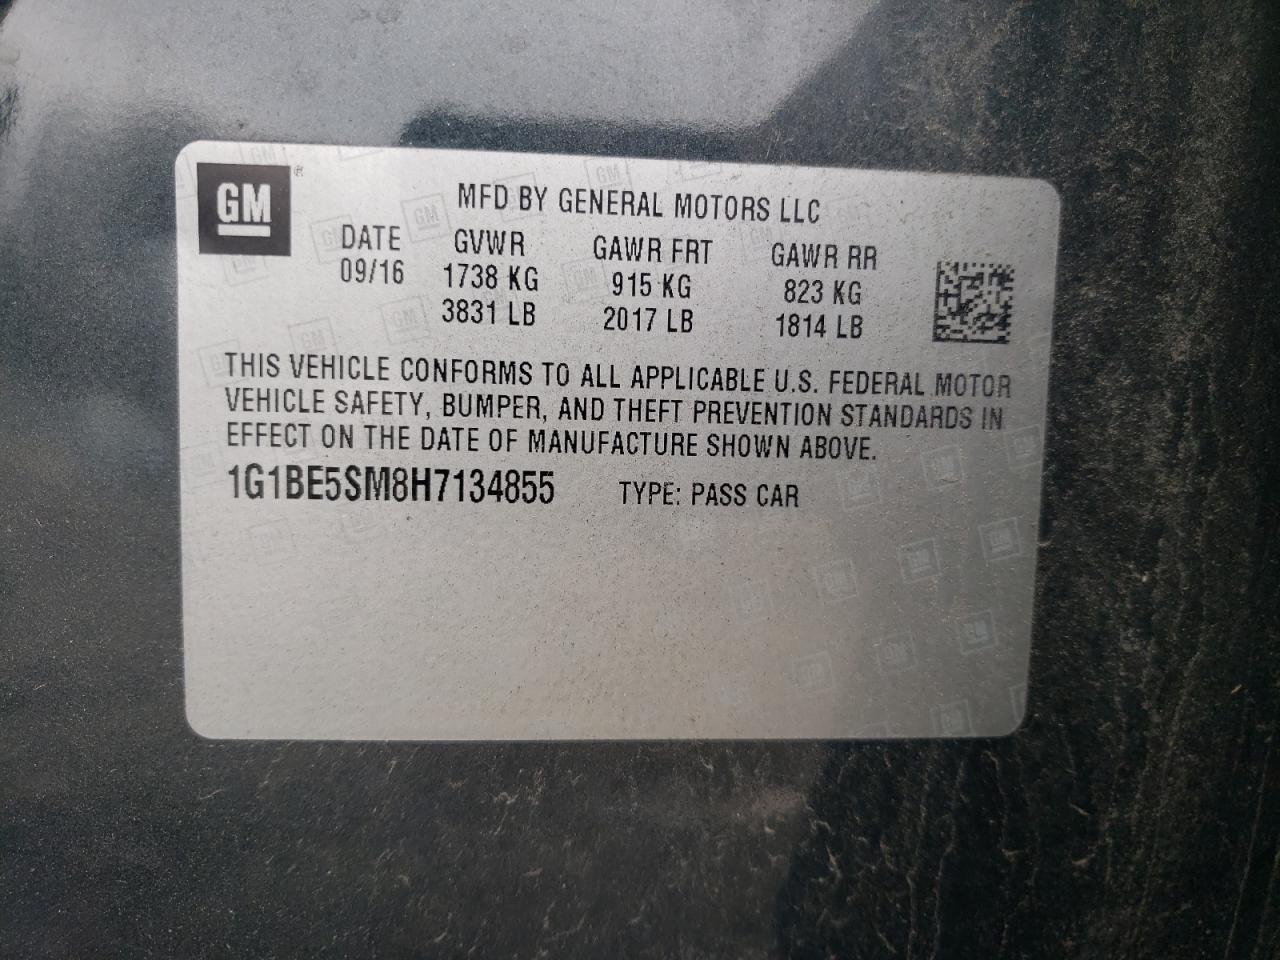 GM®
MFD BY GENERAL MOTORS LLC
DATE GVWR GAWR FRT GAWR RR
09/16 1738 KG 915 KG 823 KG
3831 LB 2017 LB 1814 LB
THIS VEHICLE CONFORMS TO ALL APPLICABLE U.S. FEDERAL MOTOR
VEHICLE SAFETY, BUMPER, AND THEFT PREVENTION STANDARDS IN
EFFECT ON THE DATE OF MANUFACTURE SHOWN ABOVE.
1G1BE5SM8H7134855 TYPE: PASS CAR